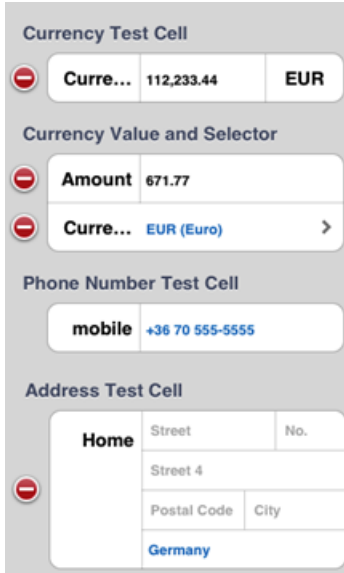 Currency Test Cell
Curre... 112,233.44 EUR
Currency Value and Selector
Amount 671.77
Curre... EUR (Euro)
Phone Number Test Cell
mobile +36 70 555-5555
Address Test Cell
Home Street No.
Street 4
Postal Code City
Germany